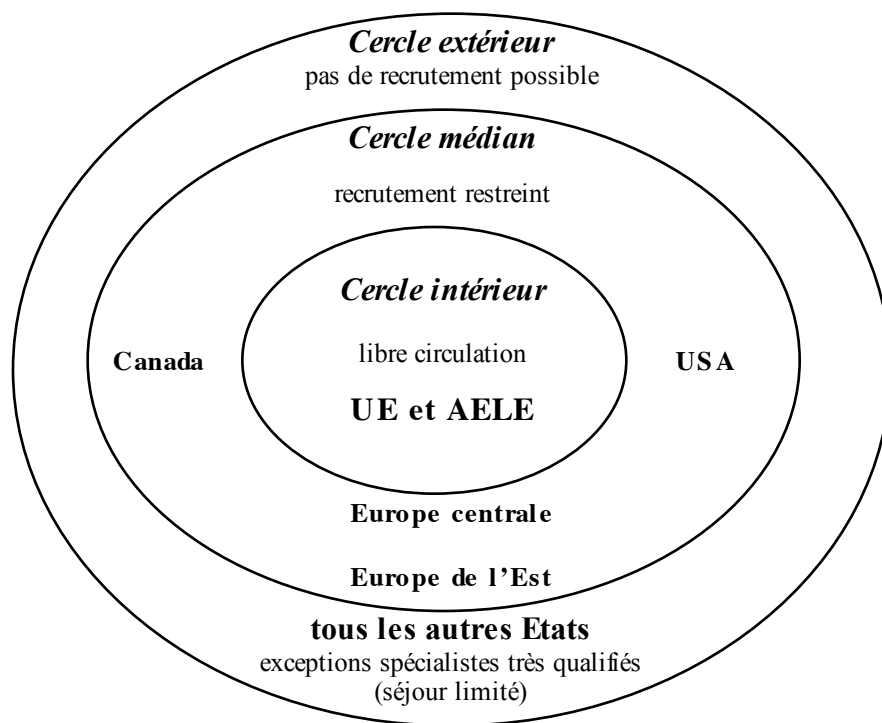 Cercle extérieur
pas de recrutement possible
Cercle médian
recrutement restreint
Cercle intérieur
libre circulation
Canada
USA
UE et AELE
Europe centrale
Europe de l’Est
tous les autres Etats
exceptions spécialistes très qualifiés
(séjour limité)